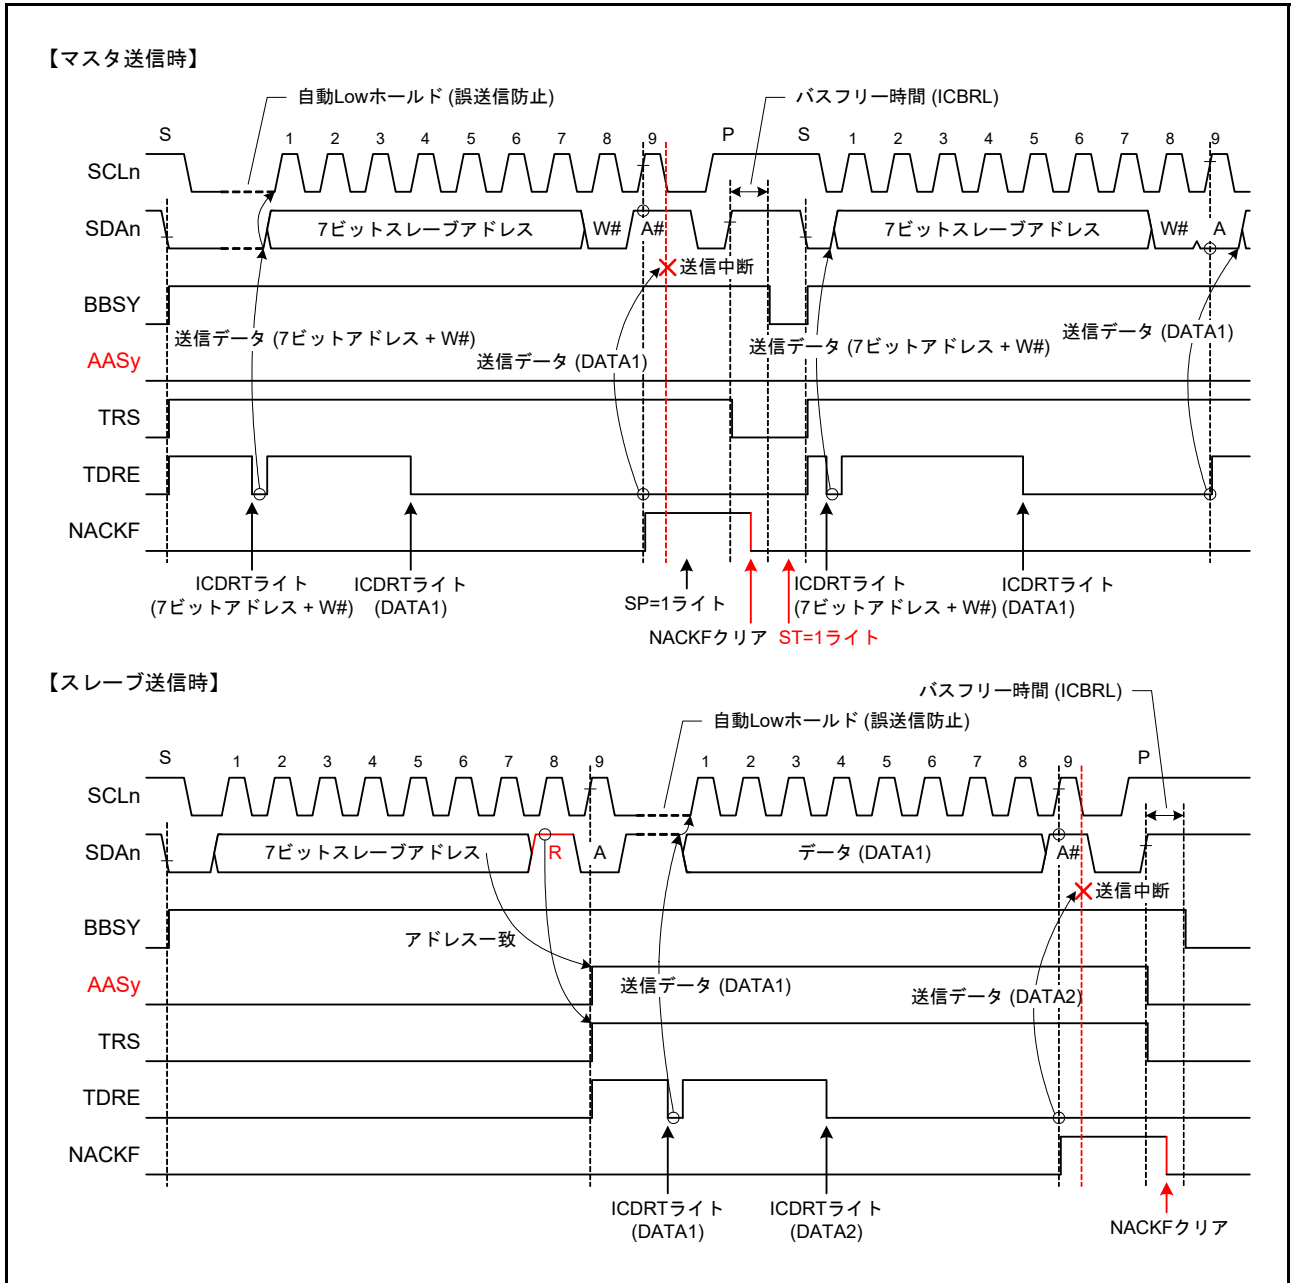 【マスタ送信時】
自動Lowホールド (誤送信防止)
バスフリー時間 (ICBRL)
S 1 2 3 4 5 6 7 8 9 P S 1 2 3 4 5 6 7 8 9
SCLn
SDAn 7ビットスレーブアドレス W# A# 7ビットスレーブアドレス W# A
送信中断
BBSY
送信データ (7ビットアドレス + W#) 送信データ (DATA1) 送信データ (7ビットアドレス + W#) 送信データ (DATA1)
AASy
TRS
TDRE
NACKF
ICDRTライト
(7ビットアドレス + W#)
ICDRTライト
(DATA1)
SP=1ライト
NACKFクリア
ST=1ライト
ICDRTライト
(7ビットアドレス + W#)
ICDRTライト
(DATA1)
【スレーブ送信時】
バスフリー時間 (ICBRL)
自動Lowホールド (誤送信防止)
S 1 2 3 4 5 6 7 8 9 1 2 3 4 5 6 7 8 9 P
SCLn
SDAn 7ビットスレーブアドレス R A データ (DATA1) A#
送信中断
BBSY
アドレス一致
AASy
送信データ (DATA1) 送信データ (DATA2)
TRS
TDRE
NACKF
ICDRTライト
(DATA1)
ICDRTライト
(DATA2)
NACKFクリア